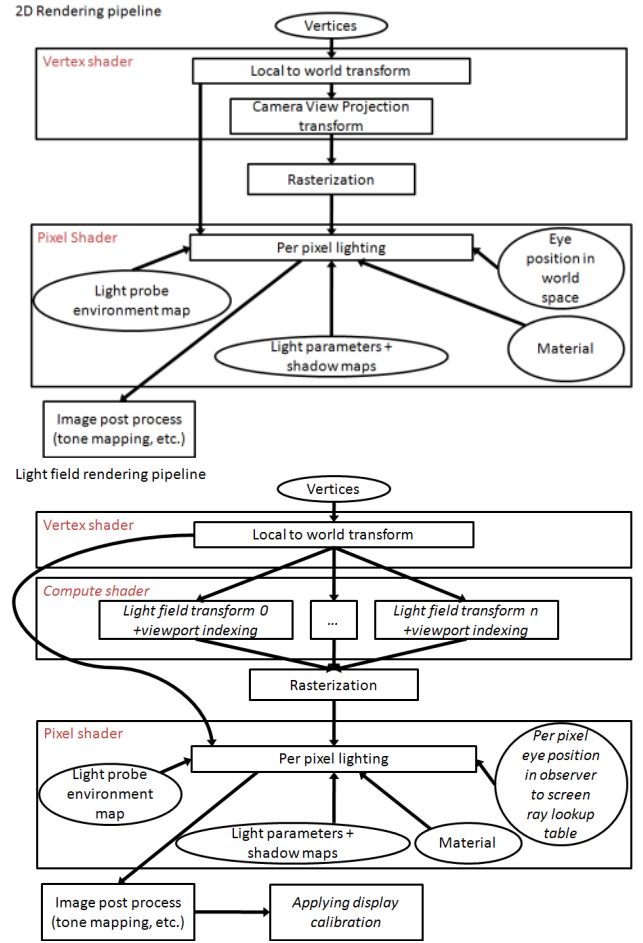 2D Rendering pipeline
Vertices
Vertex shader
Local to world transform
Camera View Projection
transform
Rasterization
Pixel Shader
Per pixel lighting
Eye
position in
world
space
Light probe
environment map
Light parameters +
shadow maps
Material
Image post process
(tone mapping, etc.)
Light field rendering pipeline
Vertices
Vertex shader
Local to world transform
Compute shader
Light field transform 0
+viewport indexing
...
Light field transform n
+viewport indexing
Rasterization
Pixel shader
Per pixel lighting
Per pixel
eye position
in observer
to screen
ray lookup
table
Light probe
environment
map
Light parameters +
shadow maps
Material
Image post process
(tone mapping, etc.)
Applying display
calibration